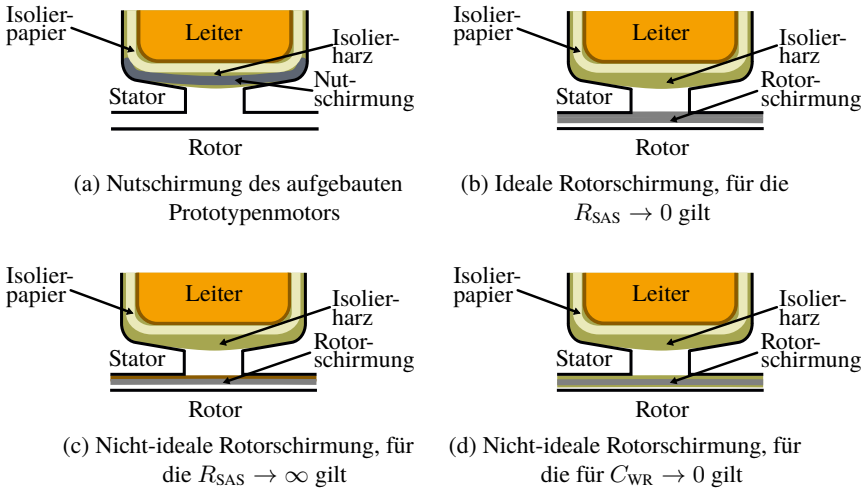 Isolier-
papier
Leiter
Isolier-
harz
Nut-
schirmung
Stator
Rotor
(a) Nutschirmung des aufgebauten
Prototypenmotors
Isolier-
papier
Leiter
Isolierharz
Rotor-
schirmung
Stator
Rotor
(b) Ideale Rotorschirmung, für die
R_SAS → 0 gilt
Isolier-
papier
Leiter
Isolier-
harz
Rotor-
schirmung
Stator
Rotor
(c) Nicht-ideale Rotorschirmung, für
die R_SAS → ∞ gilt
Isolier-
papier
Leiter
Isolier-
harz
Rotor-
schirmung
Stator
Rotor
(d) Nicht-ideale Rotorschirmung, für
die für C_WR → 0 gilt